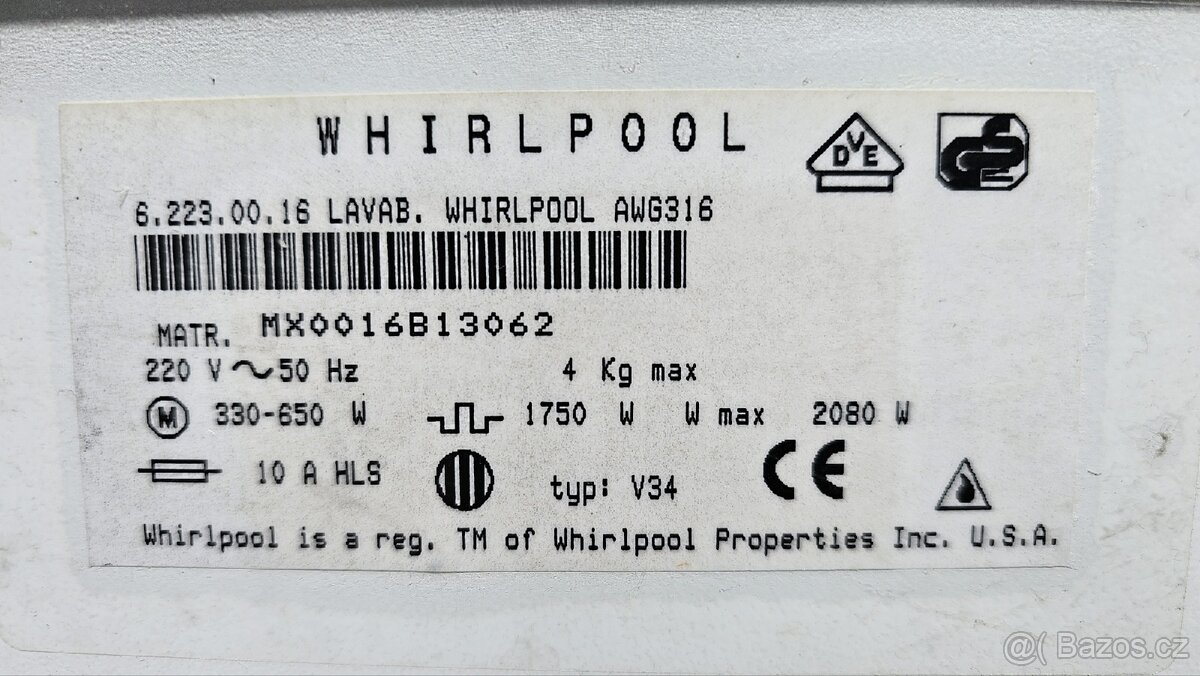 WHIRLPOOL
DVE
GS
6.223.00.16 LAVAB. WHIRLPOOL AWG316
MATR. MX0016B13062
220 V ~ 50 Hz 4 Kg max
M 330-650 W 1750 W W max 2080 W
10 A HLS typ: V34 CE
Whirlpool is a reg. TM of Whirlpool Properties Inc. U.S.A.
@( Bazos.cz